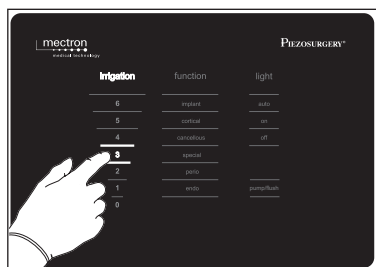 mectron
medical technology
PIEZOSURGERY®
Irrigation function light
6 implant auto
5 cortical on
4 cancellous off
3 special
2 perio
1 endo pump/flush
0